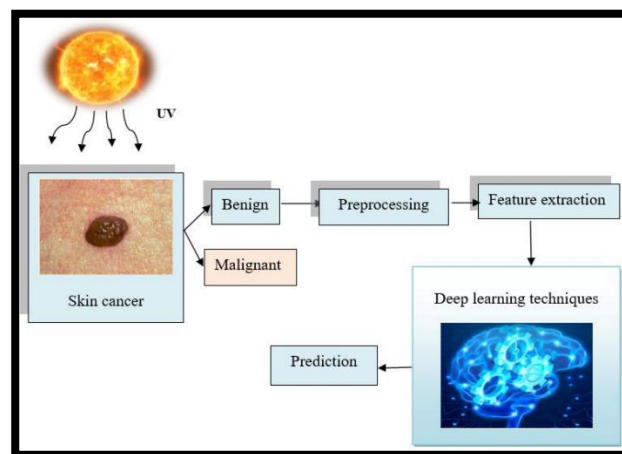 UV
Benign
Preprocessing
Feature extraction
Malignant
Skin cancer
Deep learning techniques
Prediction